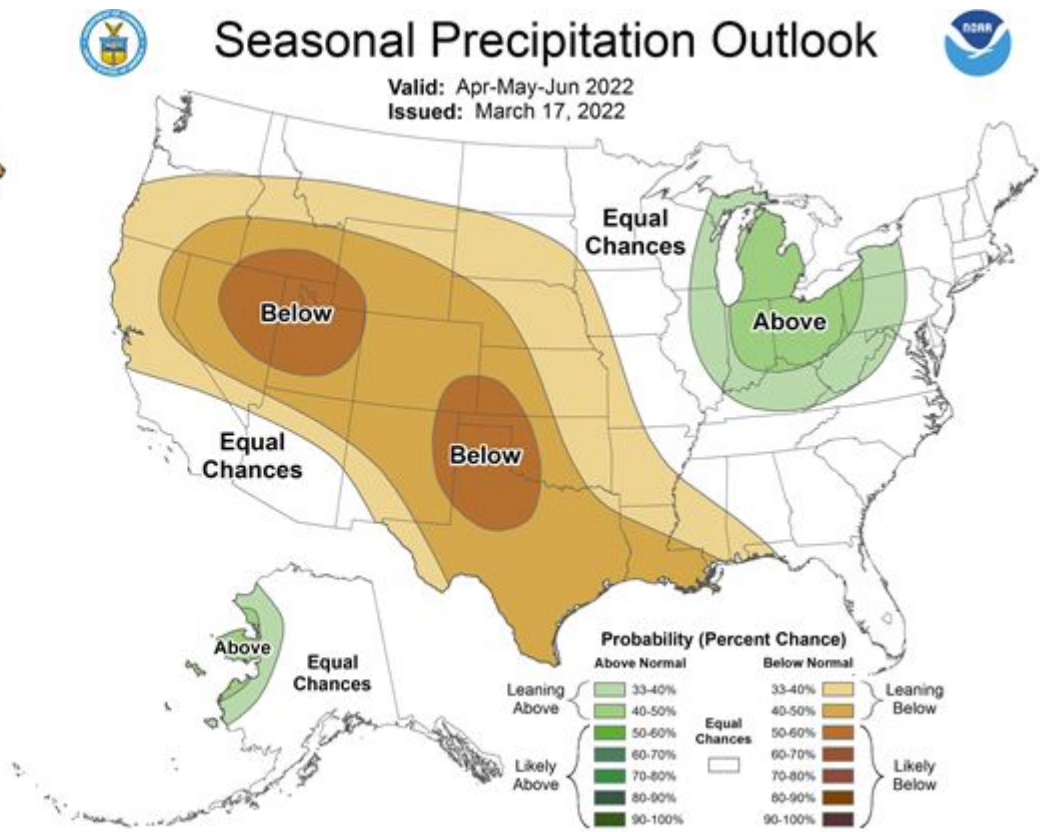 Seasonal Precipitation Outlook
NOAA
Valid: Apr-May-Jun 2022
Issued: March 17, 2022
Equal
Chances
Below
Above
Equal
Chances
Below
Above
Equal
Chances
Probability (Percent Chance)
Above Normal
Below Normal
Leaning
Above
33-40%
40-50%
50-60%
60-70%
70-80%
80-90%
90-100%
Likely
Above
Equal
Chances
33-40%
40-50%
50-60%
60-70%
70-80%
80-90%
90-100%
Leaning
Below
Likely
Below